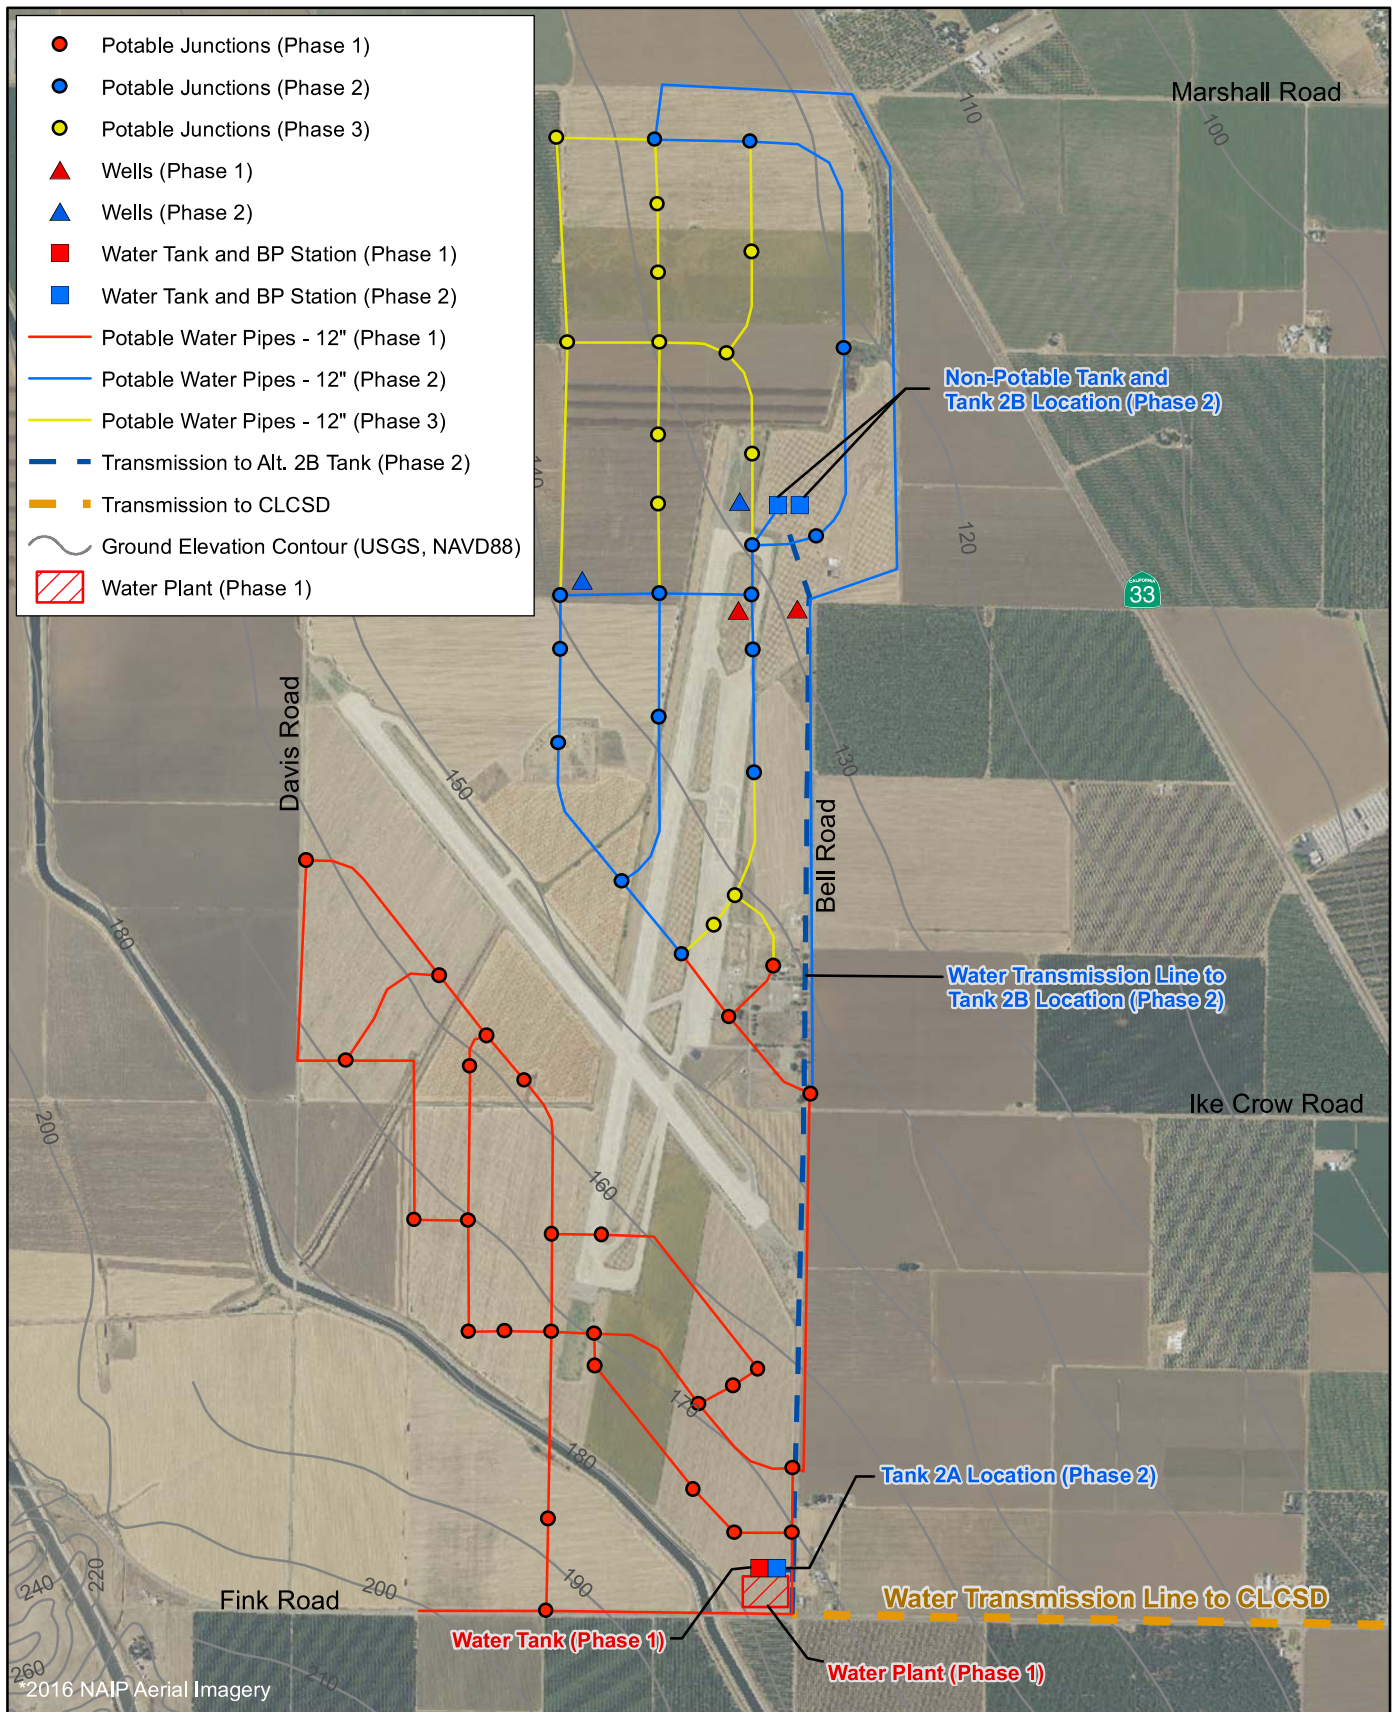 Potable Junctions (Phase 1)
Potable Junctions (Phase 2)
Potable Junctions (Phase 3)
Wells (Phase 1)
Wells (Phase 2)
Water Tank and BP Station (Phase 1)
Water Tank and BP Station (Phase 2)
Potable Water Pipes - 12" (Phase 1)
Potable Water Pipes - 12" (Phase 2)
Potable Water Pipes - 12" (Phase 3)
Transmission to Alt. 2B Tank (Phase 2)
Transmission to CLCSD
Ground Elevation Contour (USGS, NAVD88)
Water Plant (Phase 1)
Marshall Road
110
100
Non-Potable Tank and
Tank 2B Location (Phase 2)
140
120
CALIFORNIA
33
Davis Road
150
130
Bell Road
180
Water Transmission Line to
Tank 2B Location (Phase 2)
200
Ike Crow Road
160
170
180
Tank 2A Location (Phase 2)
240
220
200
190
Fink Road
Water Transmission Line to CLCSD
Water Tank (Phase 1)
260
210
Water Plant (Phase 1)
*2016 NAIP Aerial Imagery